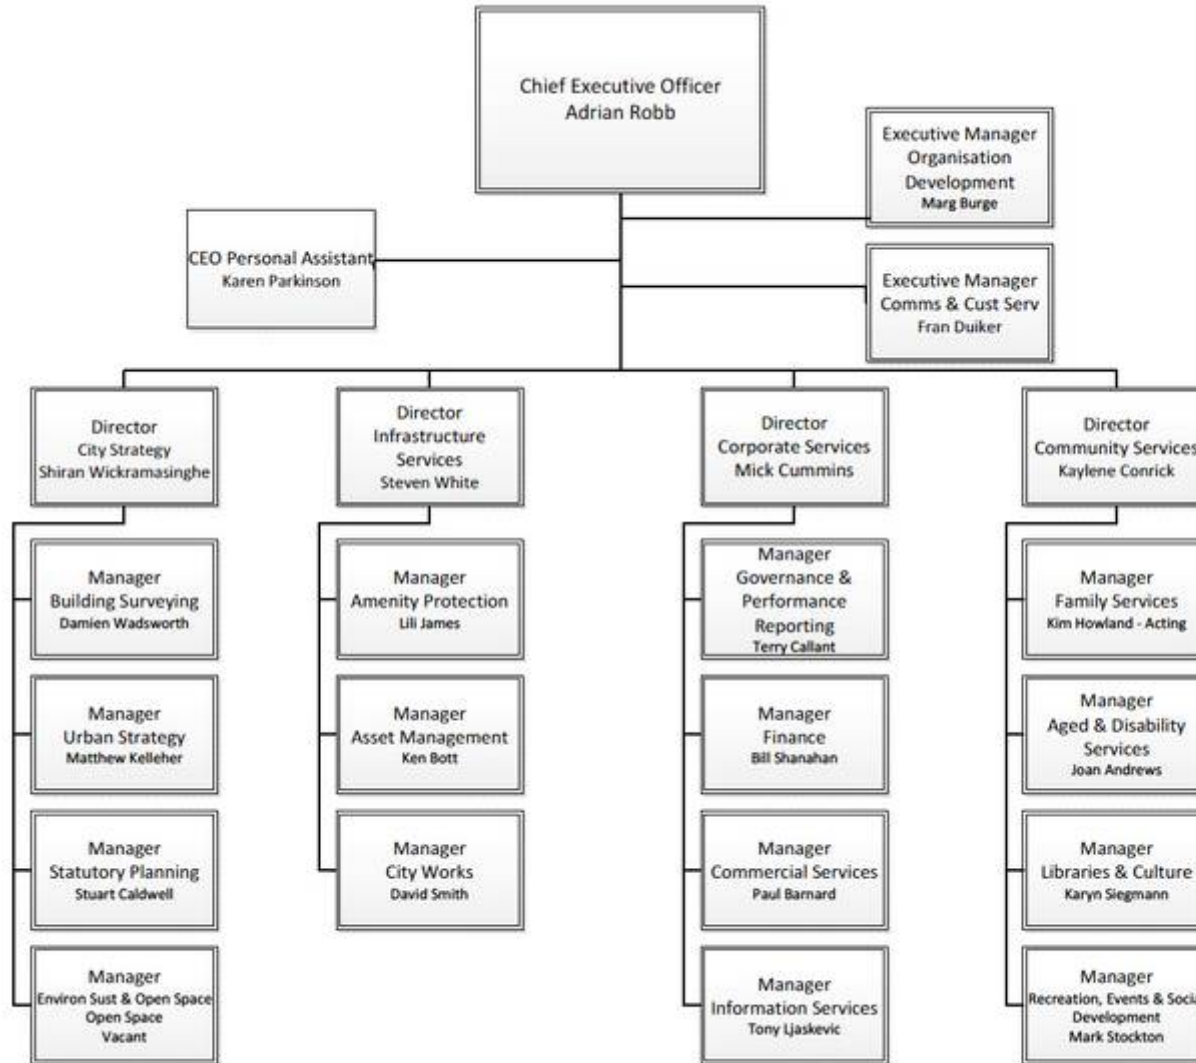 Chief Executive Officer
Adrian Robb
Executive Manager
Organisation
Development
Marg Burge
CEO Personal Assistant
Karen Parkinson
Executive Manager
Comms & Cust Serv
Fran Duiker
Director
City Strategy
Shiran Wickramasinghe
Director
Infrastructure
Services
Steven White
Director
Corporate Services
Mick Cummins
Director
Community Services
Kaylene Conrick
Manager
Building Surveying
Damien Wadsworth
Manager
Amenity Protection
Lili James
Manager
Governance &
Performance
Reporting
Terry Callant
Manager
Family Services
Kim Howland - Acting
Manager
Urban Strategy
Matthew Kelleher
Manager
Asset Management
Ken Bott
Manager
Finance
Bill Shanahan
Manager
Aged & Disability
Services
Joan Andrews
Manager
Statutory Planning
Stuart Caldwell
Manager
City Works
David Smith
Manager
Commercial Services
Paul Barnard
Manager
Libraries & Culture
Karyn Siegmann
Manager
Environ Sust & Open Space
Open Space
Vacant
Manager
Information Services
Tony Ljaskevic
Manager
Recreation, Events & Socia
Development
Mark Stockton